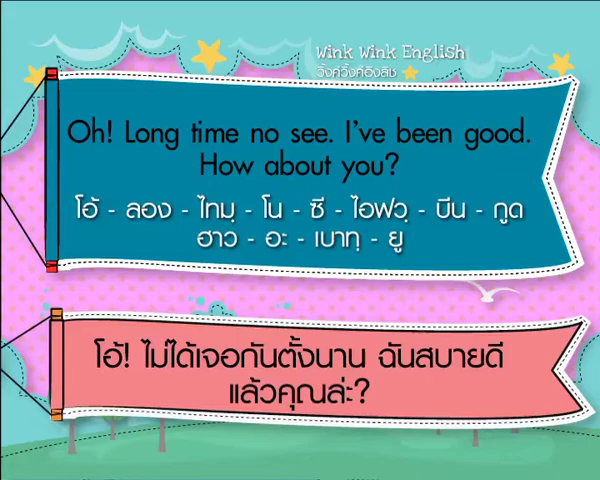 Wink Wink English
วิ้งค์วิ้งค์อิงลิช
Oh! Long time no see. I've been good.
How about you?
โอ้ - ลอง - ไทมฺ - โน - ซี - ไอฟวฺ - บีน - กูด
ฮาว - อะ - เบาทฺ - ยู
โอ้! ไม่ได้เจอกันตั้งนาน ฉันสบายดี
แล้วคุณล่ะ?